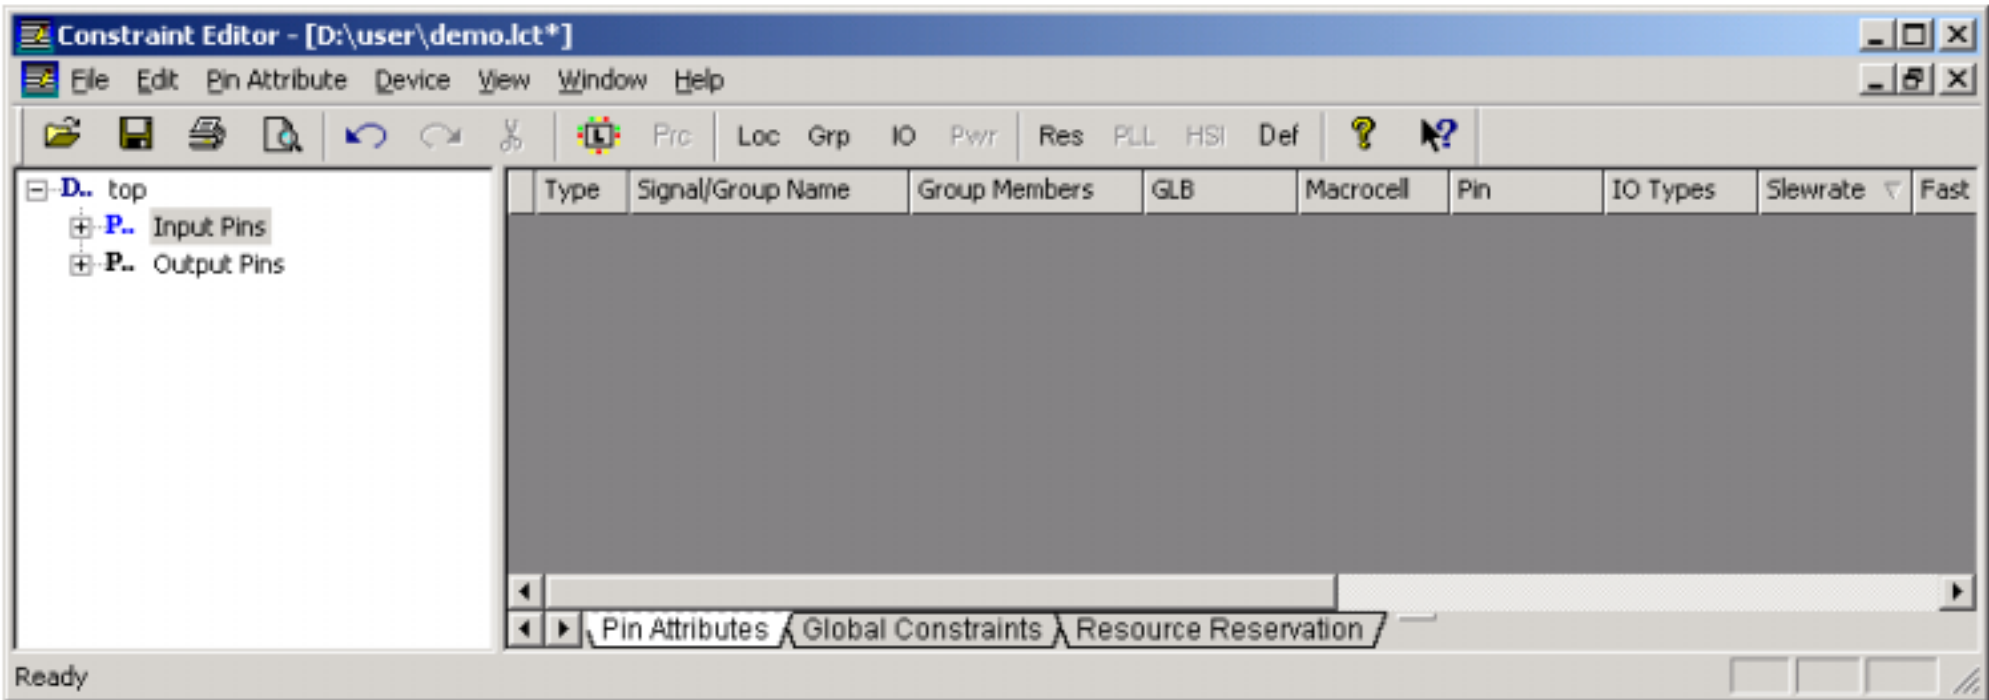 Constraint Editor - [D:\user\demo.lct*]
File Edit Pin Attribute Device View Window Help
Prc Loc Grp IO Pwr Res PLL HSI Def
D.. top
P.. Input Pins
P.. Output Pins
Type Signal/Group Name Group Members GLB Macrocell Pin IO Types Slewrate Fast
Pin Attributes Global Constraints Resource Reservation
Ready